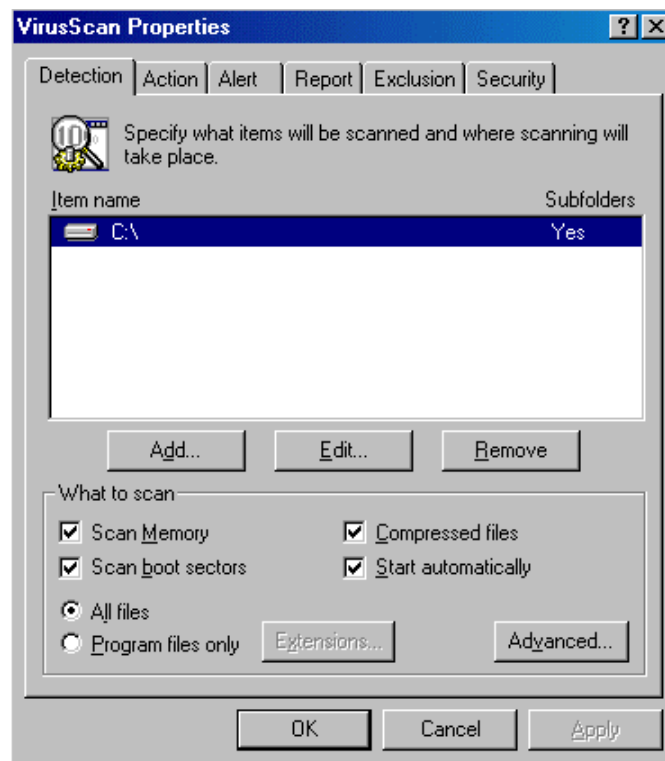 VirusScan Properties
Detection Action Alert Report Exclusion Security
Specify what items will be scanned and where scanning will
take place.
Item name Subfolders
C:\ Yes
Add... Edit... Remove
What to scan
Scan Memory Compressed files
Scan boot sectors Start automatically
All files
Program files only Extensions... Advanced...
OK Cancel Apply